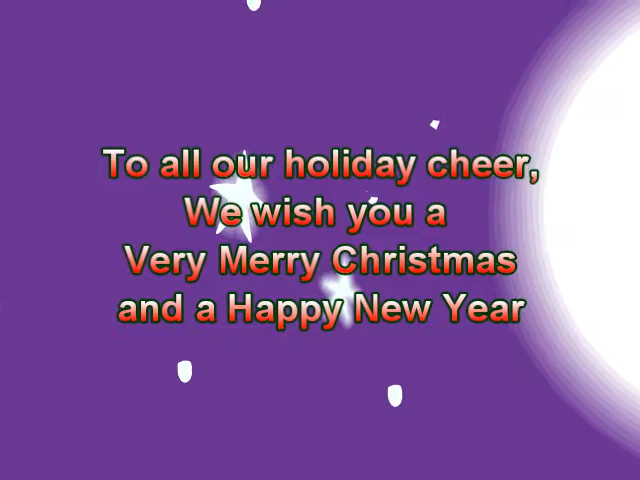 To all our holiday cheer,
We wish you a
Very Merry Christmas
and a Happy New Year